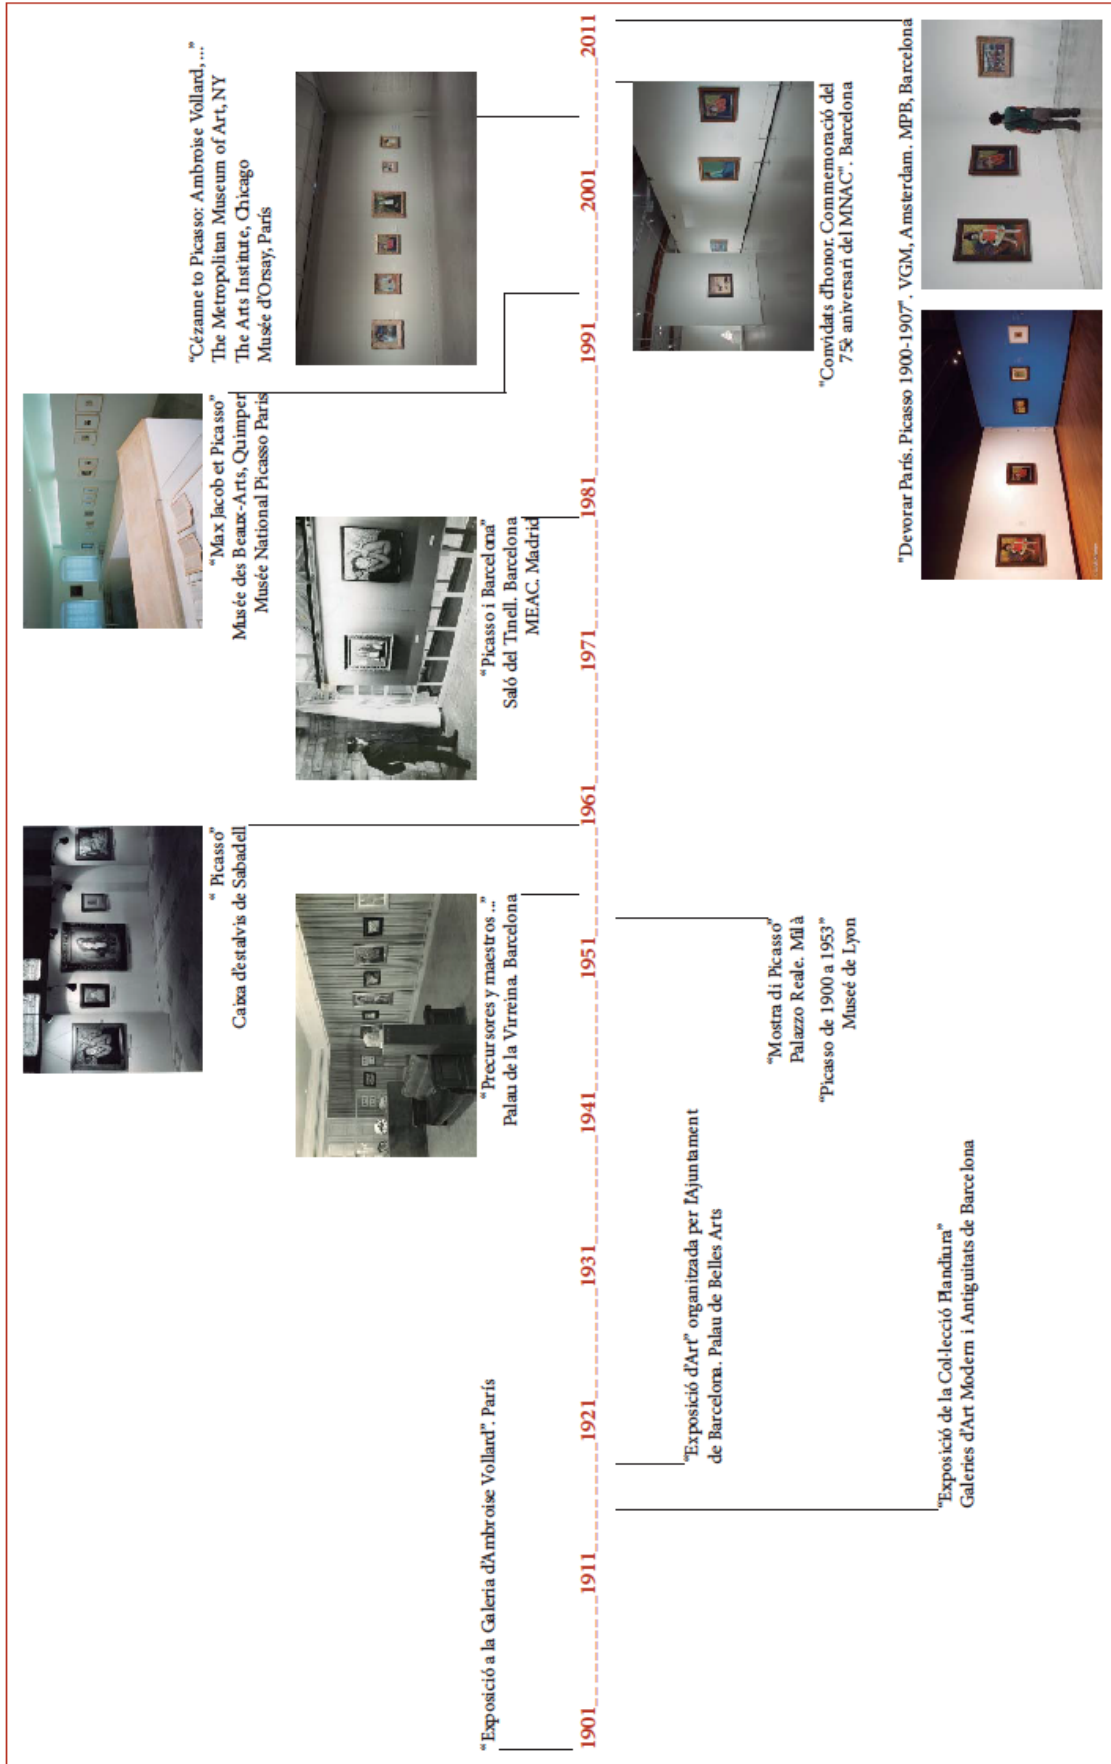 “Cézanne to Picasso: Ambroise Vollard, ...”
The Metropolitan Museum of Art, NY
The Arts Institute, Chicago
Musée d'Orsay, París
“Max Jacob et Picasso”
Musée des Beaux-Arts, Quimper
Musée National Picasso Paris
“Picasso i Barcelona”
Saló del Tinell. Barcelona
MEAC. Madrid
“ Picasso”
Caixa d'estalvis de Sabadell
“Precursores y maestros ...”
Palau de la Virreina. Barcelona
“Exposició a la Galeria d'Ambroise Vollard”. París
1901 1911 1921 1931 1941 1951 1961 1971 1981 1991 2001 2011
“Exposició d'Art” organitzada per l'Ajuntament
de Barcelona. Palau de Belles Arts
“Exposició de la Col·lecció Plandiura”
Galeries d'Art Modern i Antiguitats de Barcelona
“Mostra di Picasso”
Palazzo Reale. Milà
“Picasso de 1900 a 1953”
Museé de Lyon
"Convidats d'honor. Commemoració del
75è aniversari del MNAC". Barcelona
"Devorar París. Picasso 1900-1907". VGM, Amsterdam. MPB, Barcelona